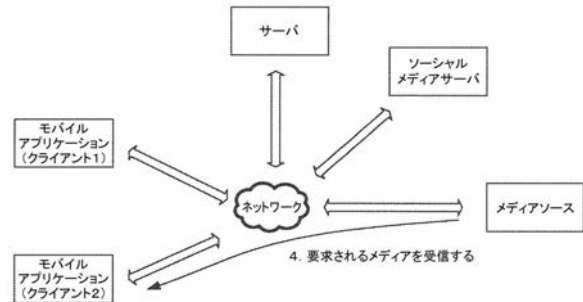 サーバ
ソーシャル
メディアサーバ
モバイル
アプリケーション
(クライアント1)
ネットワーク
メディアソース
4. 要求されるメディアを受信する
モバイル
アプリケーション
(クライアント2)